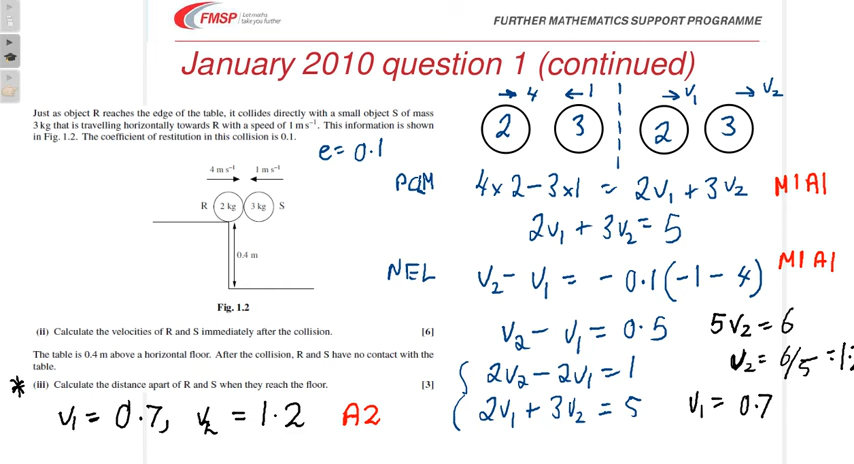 FMSP Let maths take you further
FURTHER MATHEMATICS SUPPORT PROGRAMME
January 2010 question 1 (continued)
Just as object R reaches the edge of the table, it collides directly with a small object S of mass
3 kg that is travelling horizontally towards R with a speed of 1 m s⁻¹. This information is shown
in Fig. 1.2. The coefficient of restitution in this collision is 0.1.
e = 0.1
4 m s⁻¹ 1 m s⁻¹
R 2 kg 3 kg S
0.4 m
Fig. 1.2
(ii) Calculate the velocities of R and S immediately after the collision. [6]
The table is 0.4 m above a horizontal floor. After the collision, R and S have no contact with the
table.
* (iii) Calculate the distance apart of R and S when they reach the floor. [3]
V₁ = 0.7, V₂ = 1.2 A2
→ 4 ← 1 → V₁ → V₂
2 3 2 3
PCLM 4 × 2 − 3 × 1 = 2V₁ + 3V₂ M1 A1
2V₁ + 3V₂ = 5
NEL V₂ − V₁ = − 0.1(−1 − 4) M1 A1
V₂ − V₁ = 0.5
2V₂ − 2V₁ = 1
2V₁ + 3V₂ = 5
5V₂ = 6
V₂ = 6/5 = 1.
V₁ = 0.7